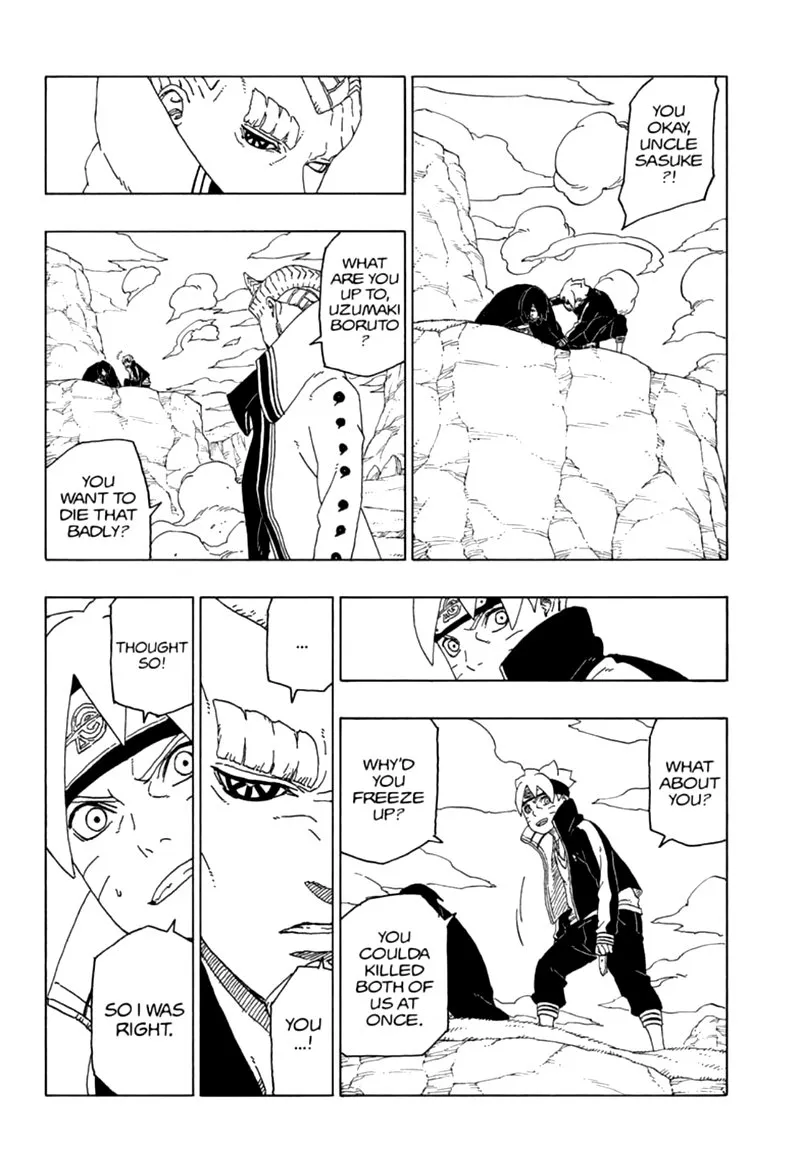 YOU
OKAY,
UNCLE
SASUKE
?!
WHAT
ARE YOU
UP TO,
UZUMAKI
BORUTO
?
YOU
WANT TO
DIE THAT
BADLY?
WHAT
ABOUT
YOU?
WHY'D
YOU
FREEZE
UP?
YOU
COULDA
KILLED
BOTH OF
US AT
ONCE.
...
YOU
...!
THOUGHT
SO!
SO I WAS
RIGHT.